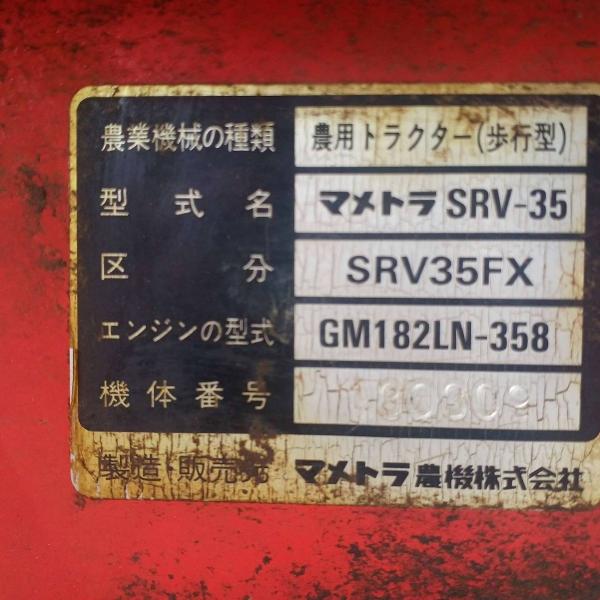 農業機械の種類 農用トラクター(歩行型)
型式名 マメトラ SRV-35
区分 SRV35FX
エンジンの型式 GM182LN-358
機体番号 30309
製造・販売元 マメトラ農機株式会社